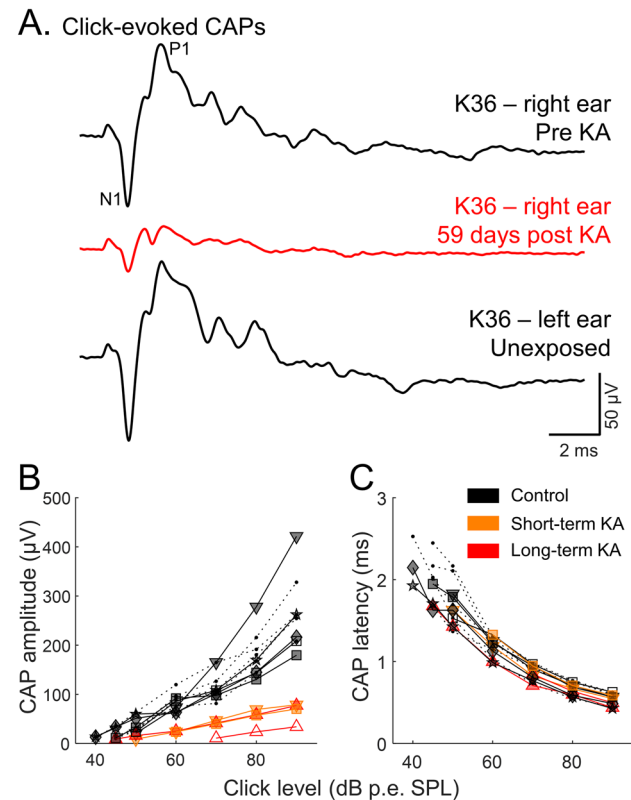 A. Click-evoked CAPs
P1
K36 – right ear
Pre KA
N1
K36 – right ear
59 days post KA
K36 – left ear
Unexposed
50 µV
2 ms
B
C
500
400
300
200
100
0
CAP amplitude (µV)
40 60 80
3
2
1
0
CAP latency (ms)
40 60 80
Control
Short-term KA
Long-term KA
Click level (dB p.e. SPL)